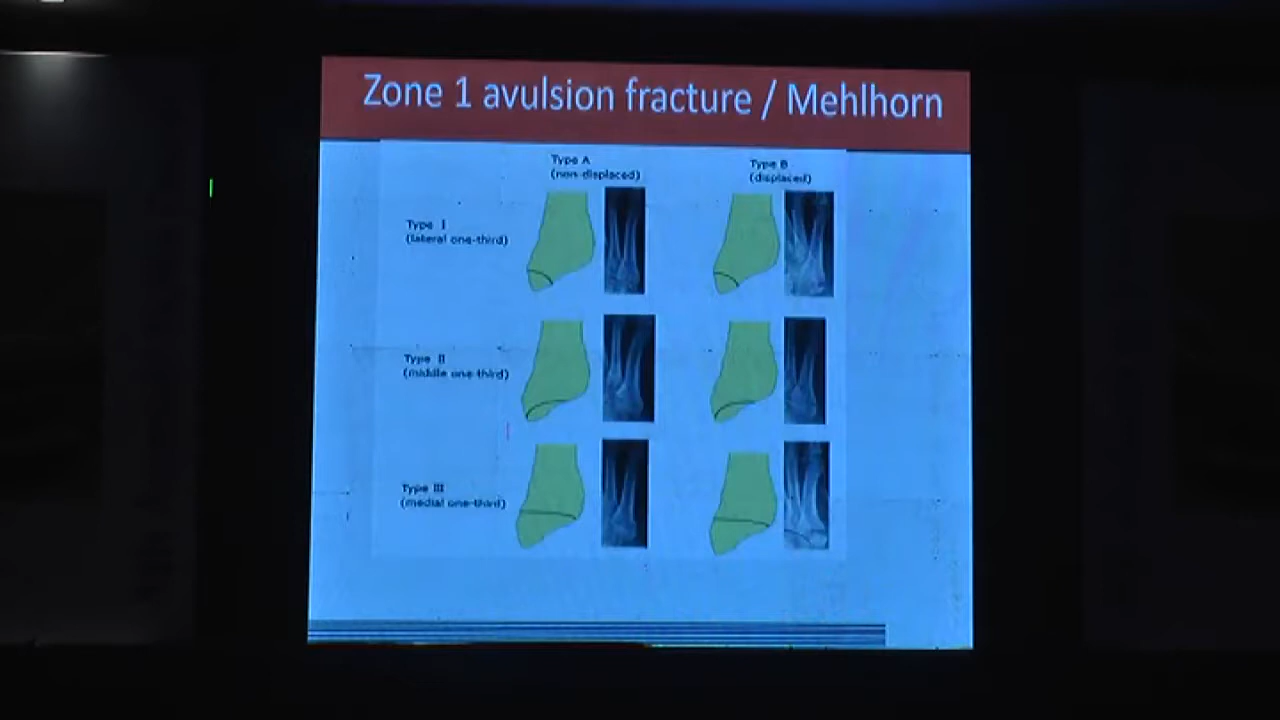 Zone 1 avulsion fracture / Mehlhorn
Type A
(non-displaced)
Type B
(displaced)
Type I
(lateral one-third)
Type II
(middle one-third)
Type III
(medial one-third)